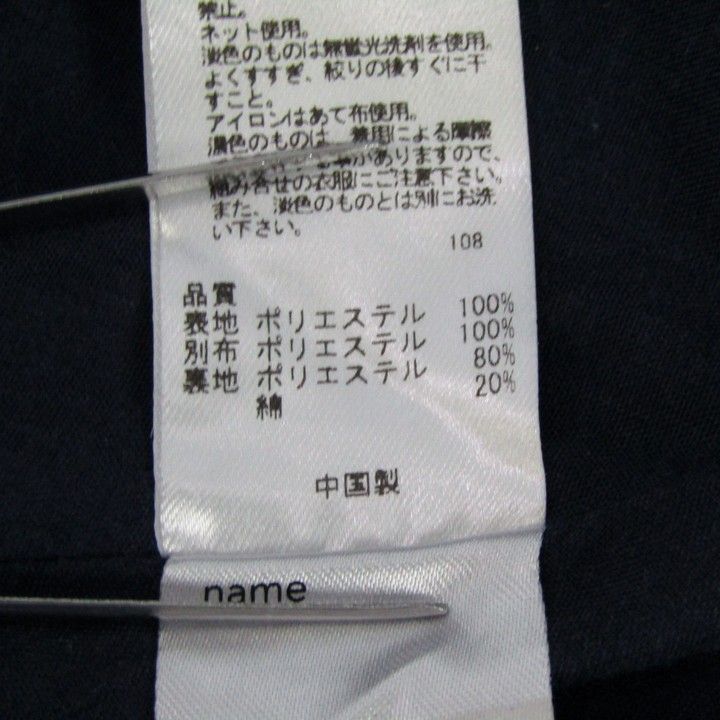 禁止。
ネット使用。
淡色のものは無蛍光洗剤を使用。
よくすすぎ、絞りの後すぐに干
すこと。
アイロンはあて布使用。
濃色のものは、着用による摩擦
がありますので、
組み合せの衣服にご注意下さい。
また、淡色のものとは別にお洗
い下さい。
108
品質
表地 ポリエステル 100%
別布 ポリエステル 100%
裏地 ポリエステル 80%
綿 20%
中国製
name